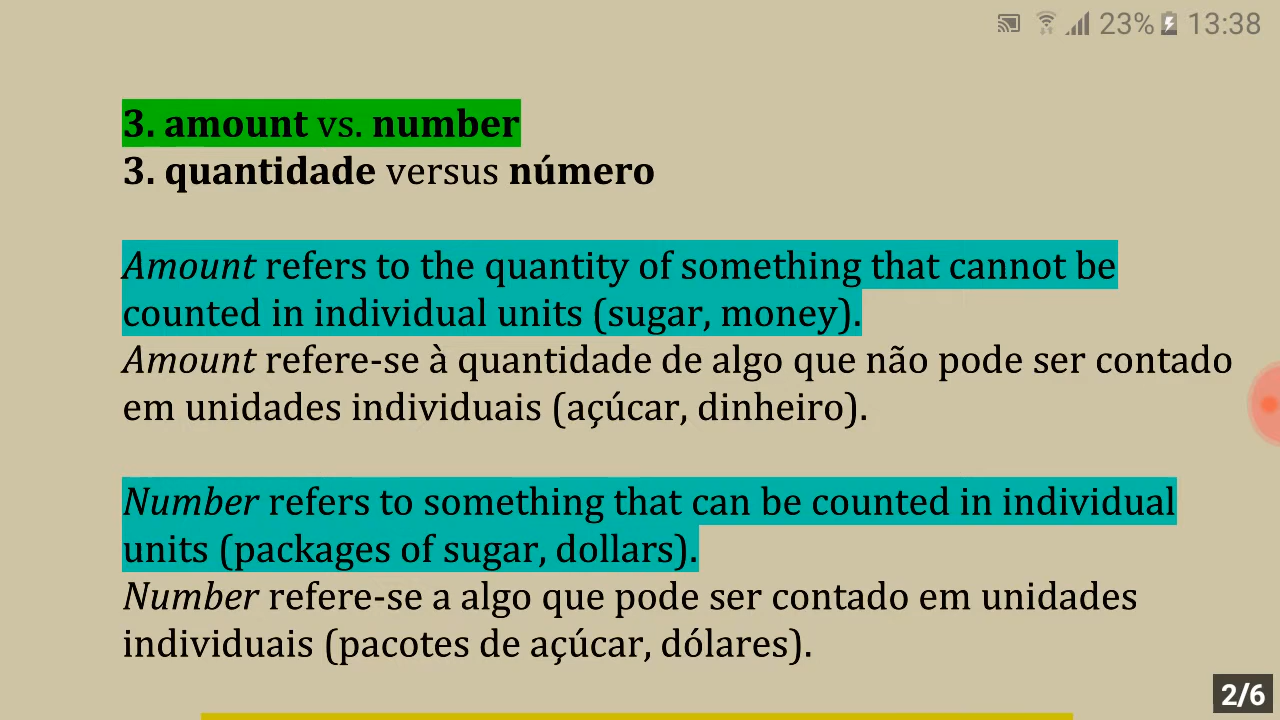 23% 13:38
3. amount vs. number
3. quantidade versus número
Amount refers to the quantity of something that cannot be
counted in individual units (sugar, money).
Amount refere-se à quantidade de algo que não pode ser contado
em unidades individuais (açúcar, dinheiro).
Number refers to something that can be counted in individual
units (packages of sugar, dollars).
Number refere-se a algo que pode ser contado em unidades
individuais (pacotes de açúcar, dólares).
2/6